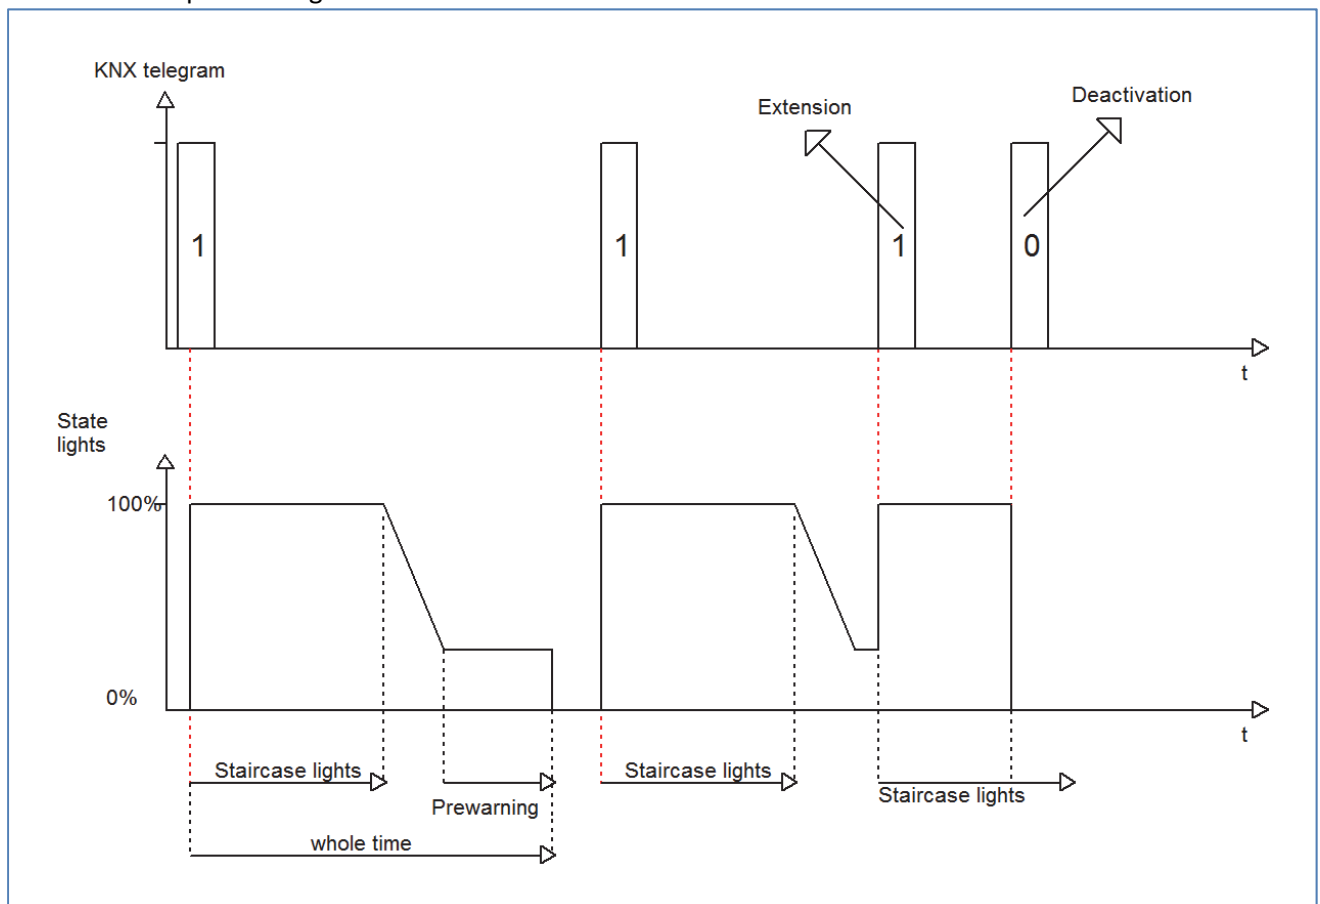 KNX telegram
Extension
Deactivation
1
1
1
0
t
State
lights
100%
0%
t
Staircase lights
Staircase lights
Staircase lights
Prewarning
whole time